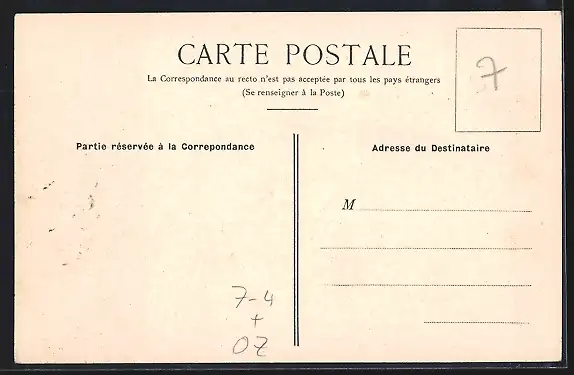 CARTE POSTALE
La Correspondance au recto n'est pas acceptée par tous les pays étrangers
(Se renseigner à la Poste)
7
Partie réservée à la Correpondance
Adresse du Destinataire
M
7-4
+
OZ